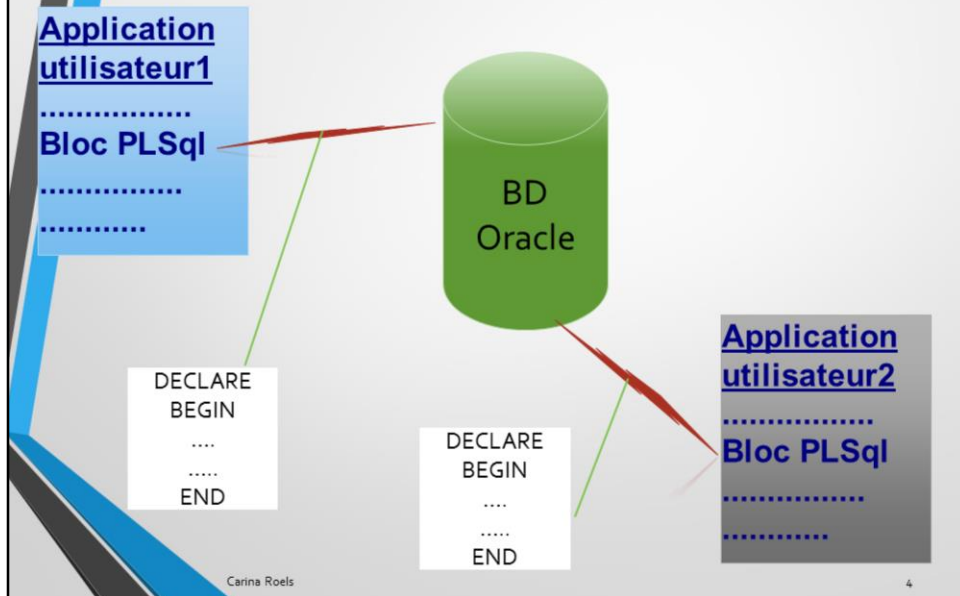 Application
utilisateur1
.................
Bloc PLSql
................
............
BD
Oracle
DECLARE
BEGIN
....
.....
END
DECLARE
BEGIN
....
.....
END
Application
utilisateur2
.................
Bloc PLSql
................
............
Carina Roels
4